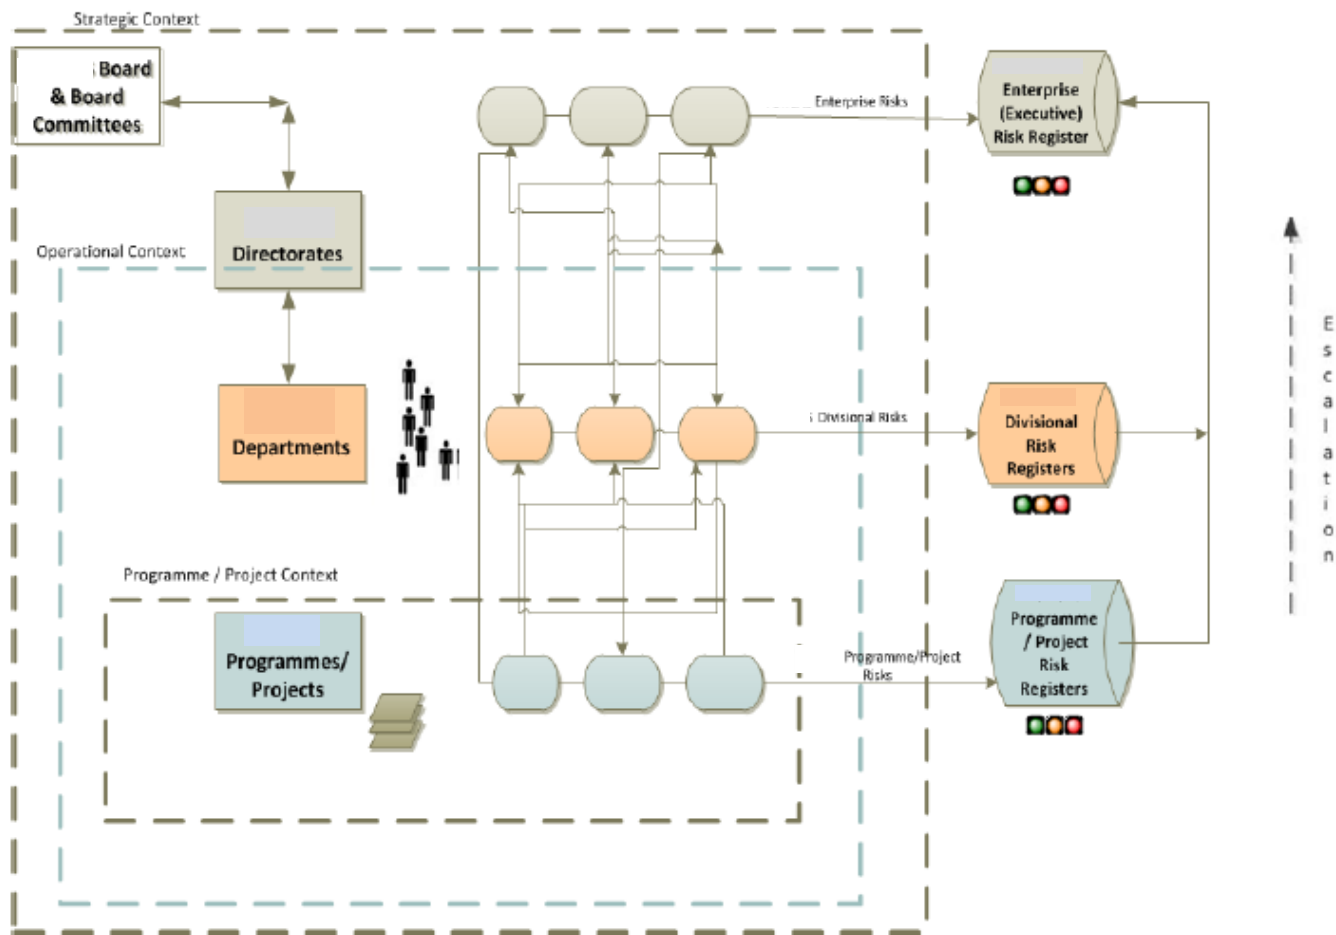 Strategic Context
Board
& Board
Committees
Enterprise Risks
Enterprise
(Executive)
Risk Register
Directorates
Operational Context
Escalation
Departments
Divisional Risks
Divisional
Risk
Registers
Programme / Project Context
Programmes/
Projects
Programme/Project
Risks
Programme
/ Project
Risk
Registers